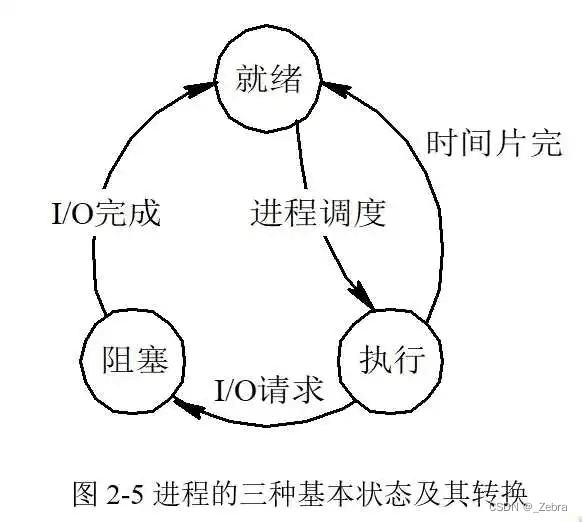 就绪
时间片完
I/O完成
进程调度
阻塞
执行
I/O请求
图 2-5 进程的三种基本状态及其转换
CSDN @_Zebra